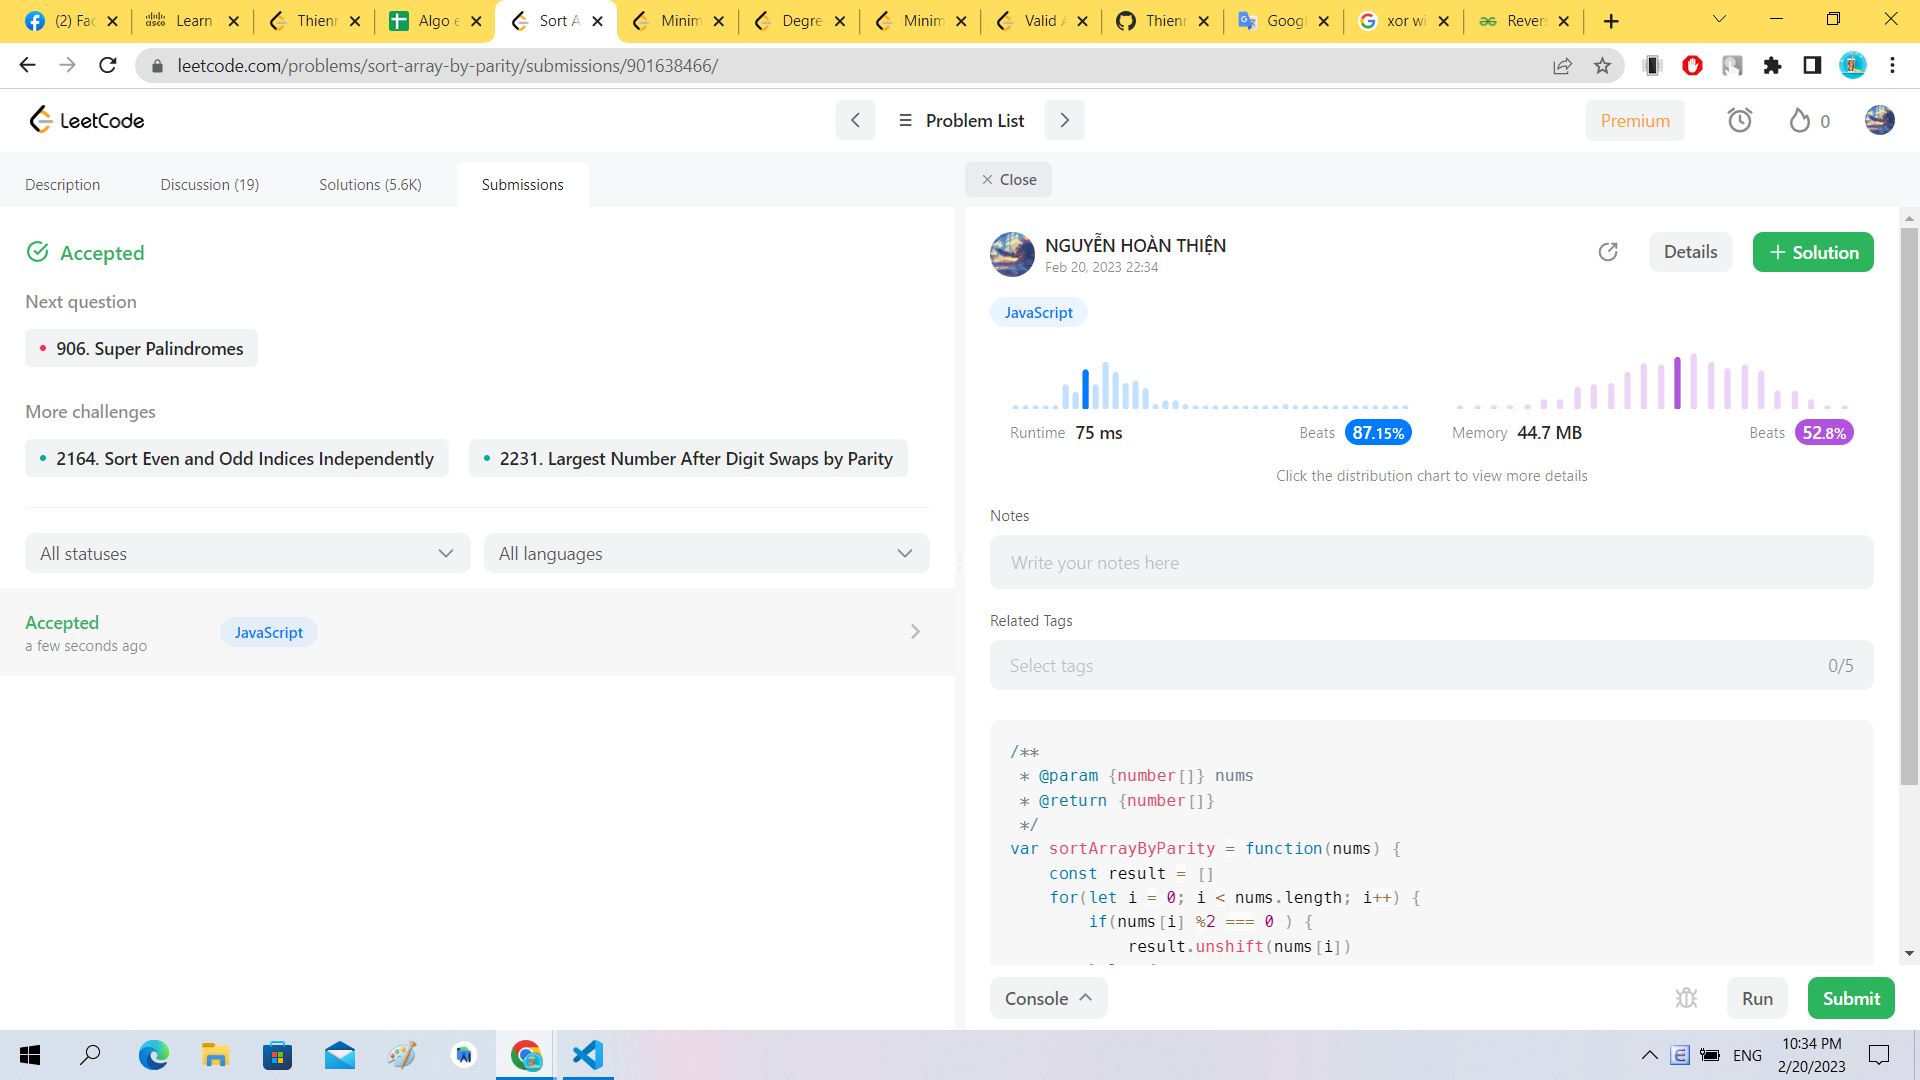 (2) Fac
Learn
Thienn
Algo e
Sort A
Minim
Degre
Minim
Valid A
Thienn
Googl
xor wi
Revers
leetcode.com/problems/sort-array-by-parity/submissions/901638466/
LeetCode
Problem List
Premium
0
Description
Discussion (19)
Solutions (5.6K)
Submissions
Close
Accepted
Next question
906. Super Palindromes
More challenges
2164. Sort Even and Odd Indices Independently
2231. Largest Number After Digit Swaps by Parity
All statuses
All languages
Accepted
a few seconds ago
JavaScript
NGUYỄN HOÀN THIỆN
Feb 20, 2023 22:34
Details
+ Solution
JavaScript
Runtime 75 ms
Beats 87.15%
Memory 44.7 MB
Beats 52.8%
Click the distribution chart to view more details
Notes
Write your notes here
Related Tags
Select tags
0/5
/**
* @param {number[]} nums
* @return {number[]}
*/
var sortArrayByParity = function(nums) {
const result = []
for(let i = 0; i < nums.length; i++) {
if(nums[i] %2 === 0 ) {
result.unshift(nums[i])
Console
Run
Submit
ENG
10:34 PM
2/20/2023